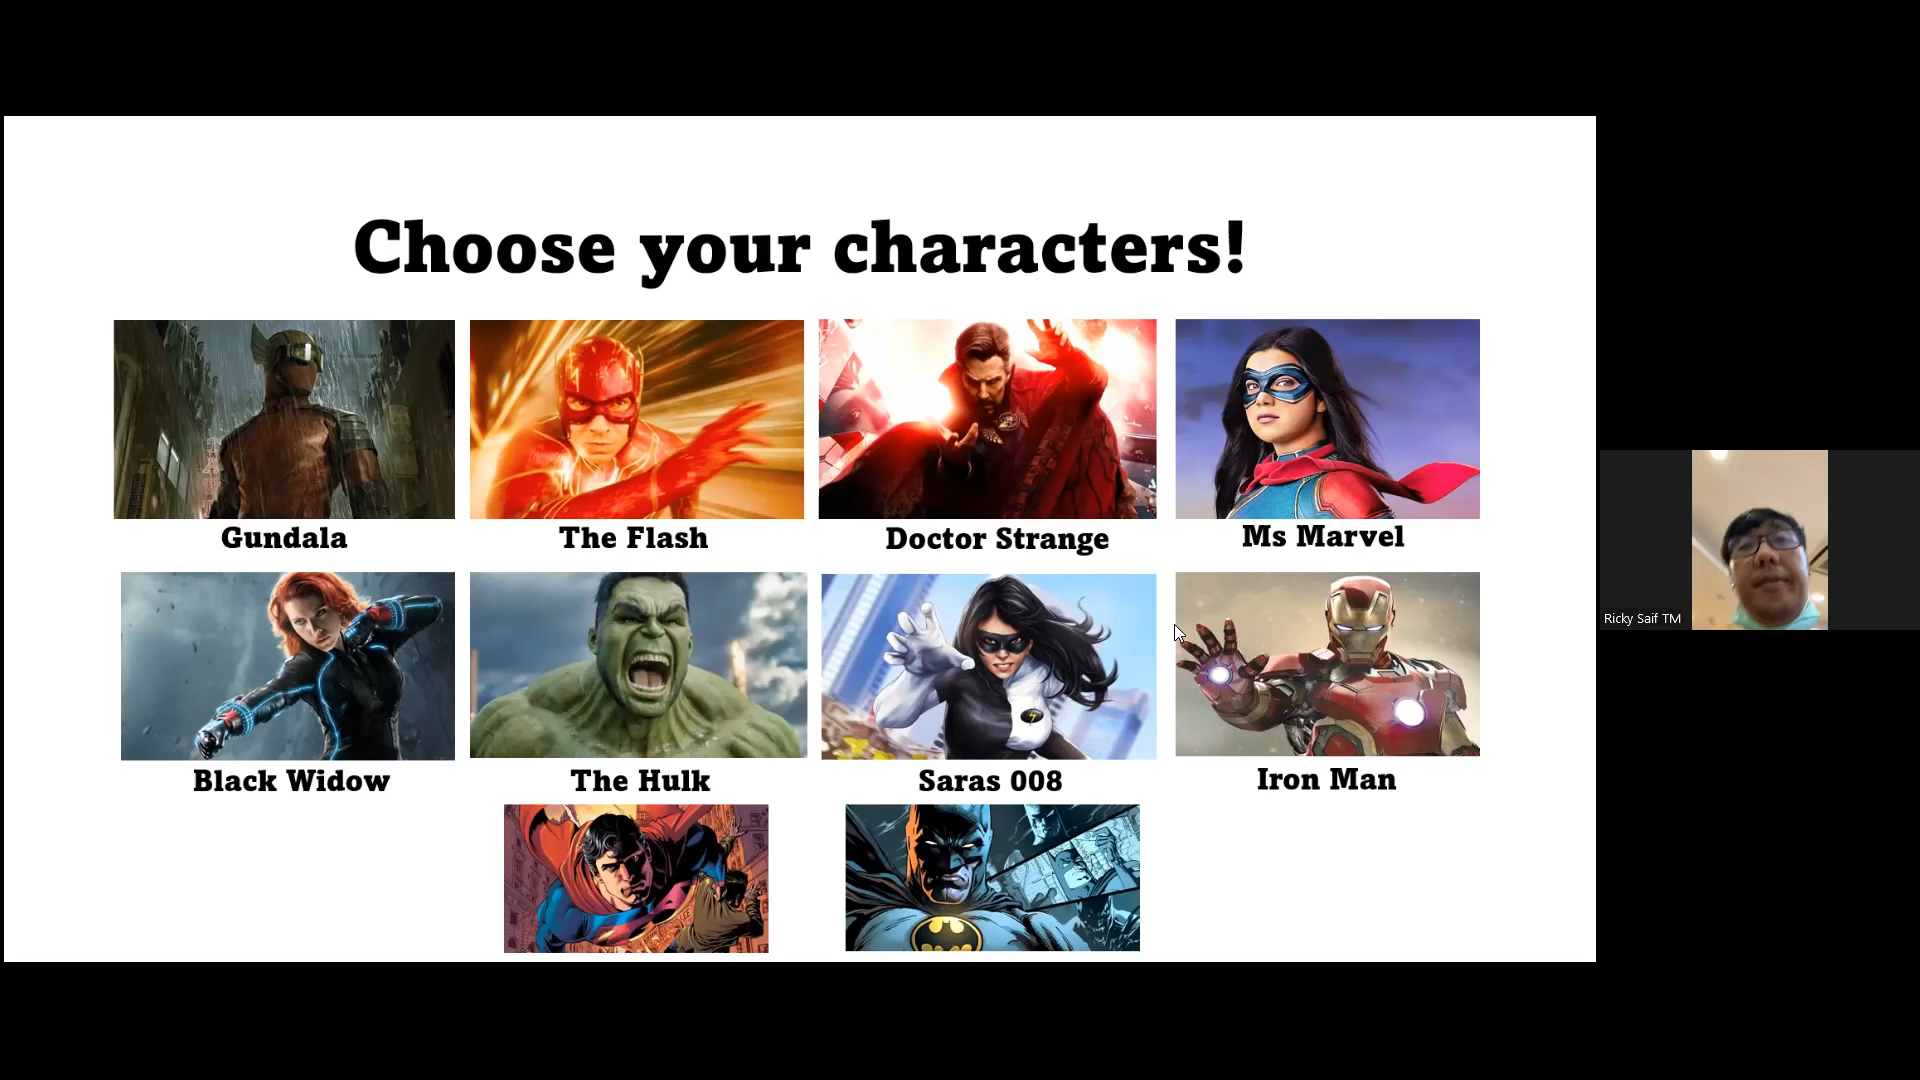 Choose your characters!
Gundala
The Flash
Doctor Strange
Ms Marvel
Black Widow
The Hulk
Saras 008
Iron Man
Ricky Saif TM